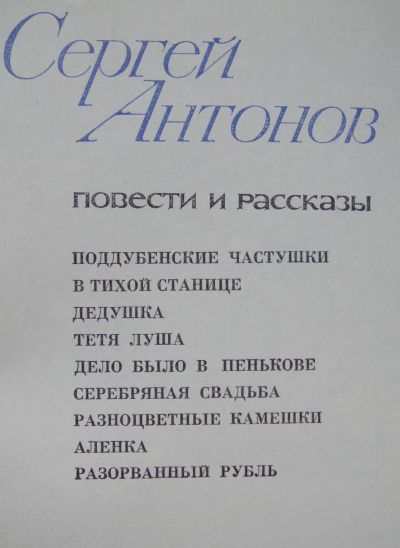 Сергей
Антонов
повести и рассказы
ПОДДУБЕНСКИЕ ЧАСТУШКИ
В ТИХОЙ СТАНИЦЕ
ДЕДУШКА
ТЕТЯ ЛУША
ДЕЛО БЫЛО В ПЕНЬКОВЕ
СЕРЕБРЯНАЯ СВАДЬБА
РАЗНОЦВЕТНЫЕ КАМЕШКИ
АЛЕНКА
РАЗОРВАННЫЙ РУБЛЬ